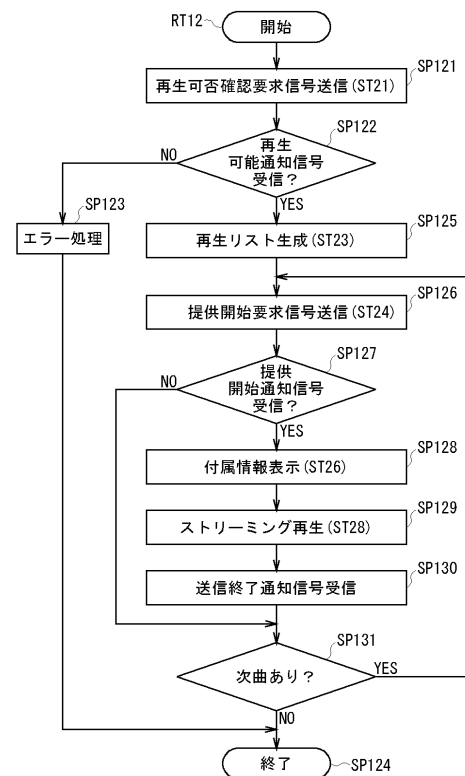 RT12
開始
SP121
再生可否確認要求信号送信(ST21)
SP122
再生
可能通知信号
受信？
NO
YES
SP123
エラー処理
SP125
再生リスト生成(ST23)
SP126
提供開始要求信号送信(ST24)
SP127
提供
開始通知信号
受信？
NO
YES
SP128
付属情報表示(ST26)
SP129
ストリーミング再生(ST28)
SP130
送信終了通知信号受信
SP131
次曲あり？
YES
NO
終了
SP124